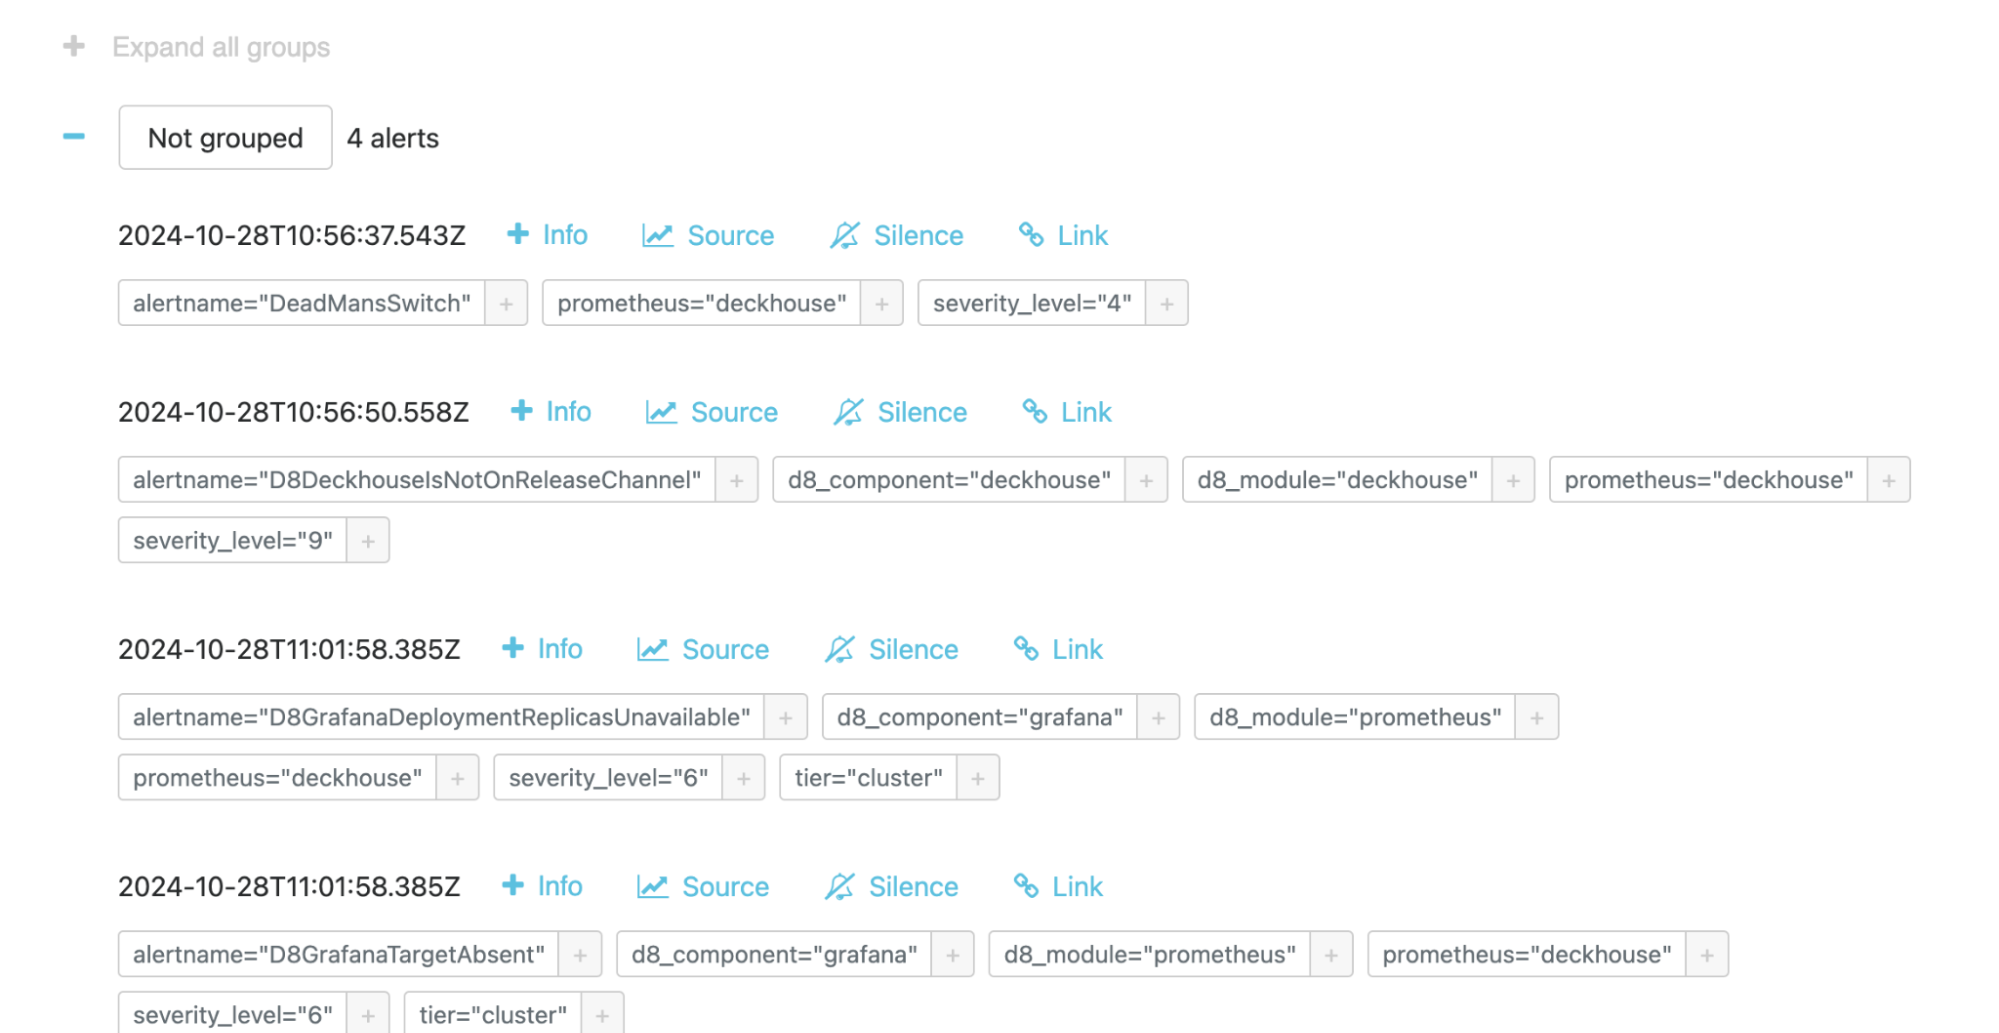 + Expand all groups
− Not grouped 4 alerts
2024-10-28T10:56:37.543Z + Info Source Silence Link
alertname="DeadMansSwitch" + prometheus="deckhouse" + severity_level="4" +
2024-10-28T10:56:50.558Z + Info Source Silence Link
alertname="D8DeckhouseIsNotOnReleaseChannel" + d8_component="deckhouse" + d8_module="deckhouse" + prometheus="deckhouse" +
severity_level="9" +
2024-10-28T11:01:58.385Z + Info Source Silence Link
alertname="D8GrafanaDeploymentReplicasUnavailable" + d8_component="grafana" + d8_module="prometheus" +
prometheus="deckhouse" + severity_level="6" + tier="cluster" +
2024-10-28T11:01:58.385Z + Info Source Silence Link
alertname="D8GrafanaTargetAbsent" + d8_component="grafana" + d8_module="prometheus" + prometheus="deckhouse" +
severity_level="6" + tier="cluster" +